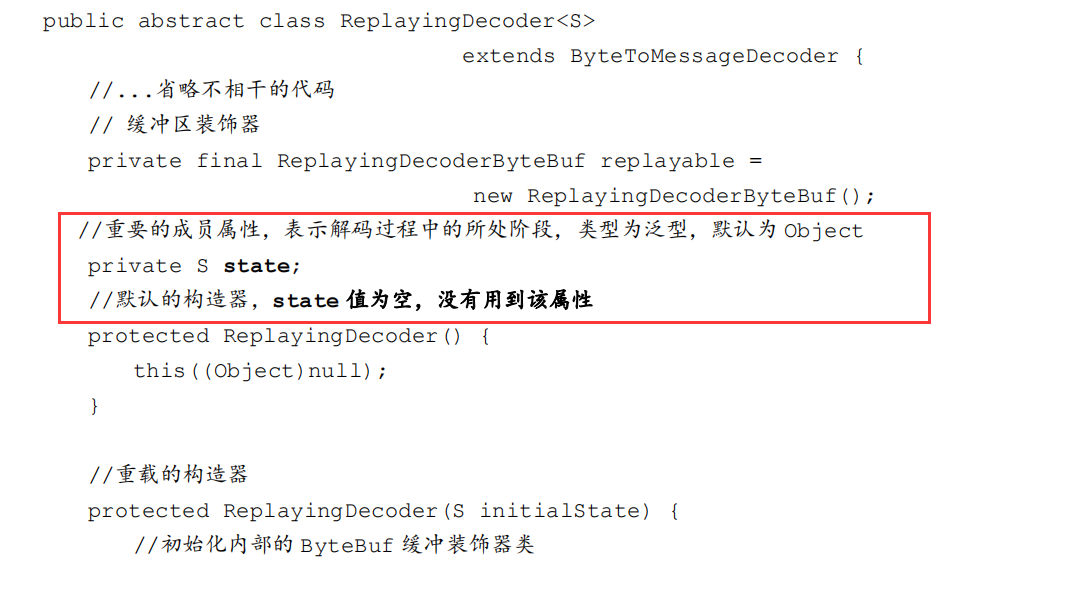 public abstract class ReplayingDecoder<S>
extends ByteToMessageDecoder {
//...省略不相干的代码
// 缓冲区装饰器
private final ReplayingDecoderByteBuf replayable =
new ReplayingDecoderByteBuf();
//重要的成员属性，表示解码过程中的所处阶段，类型为泛型，默认为 Object
private S state;
//默认的构造器，state 值为空，没有用到该属性
protected ReplayingDecoder() {
this((Object)null);
}
//重载的构造器
protected ReplayingDecoder(S initialState) {
//初始化内部的 ByteBuf 缓冲装饰器类